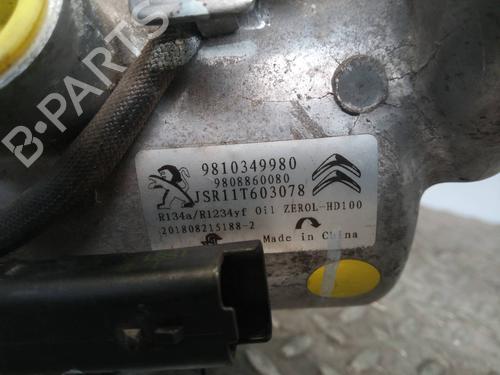 B-PARTS
9810349980
9808860080
JSR11T603078
R134a/R1234yf Oil ZEROL-HD100
201808215188-2
Made in China